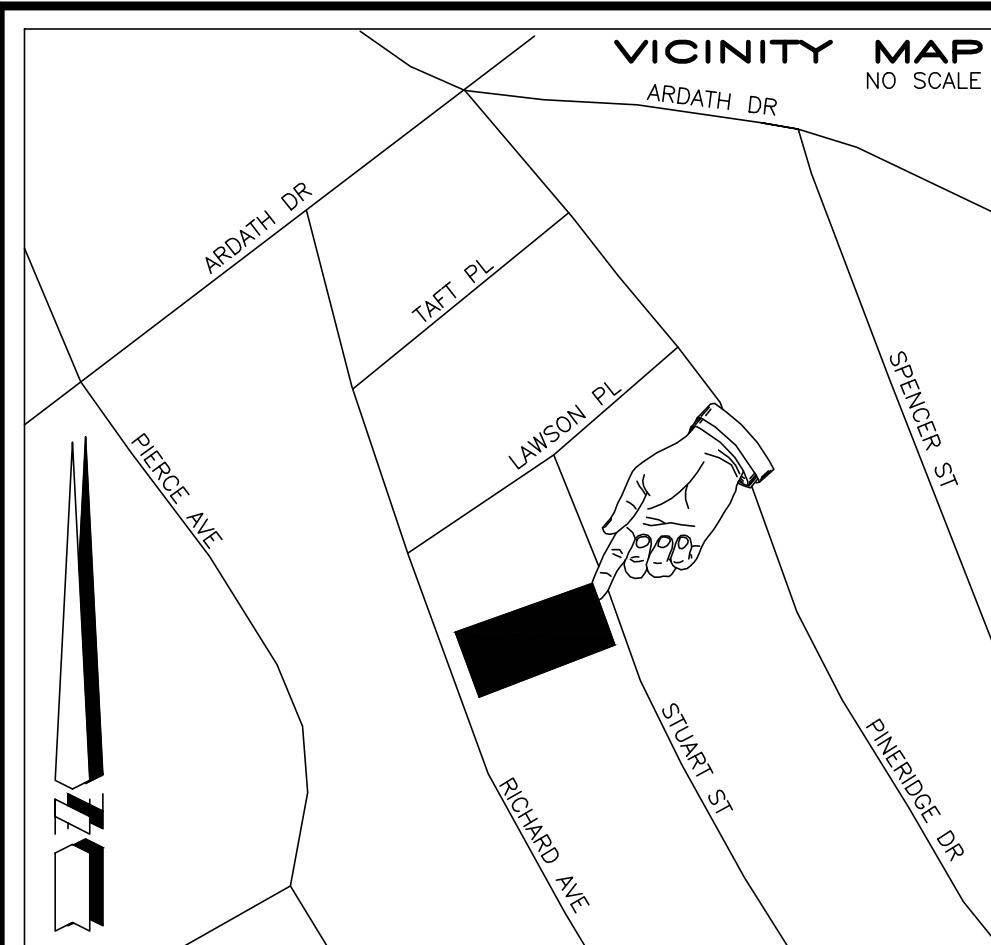 VICINITY MAP
NO SCALE
ARDATH DR
ARDATH DR
TAFT PL
LAWSON PL
SPENCER ST
PIERCE AVE
STUART ST
PINERIDGE DR
RICHARD AVE
N